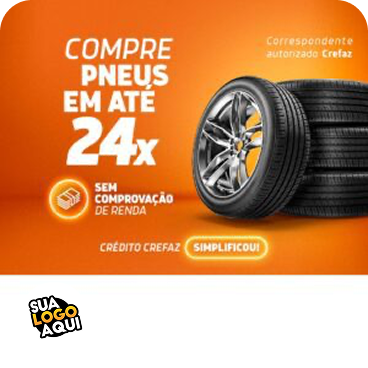 COMPRE
PNEUS
EM ATÉ
24x
Correspondente
autorizado Crefaz
SEM
COMPROVAÇÃO
DE RENDA
CRÉDITO CREFAZ SIMPLIFICOU!
SUA
LOGO
AQUI